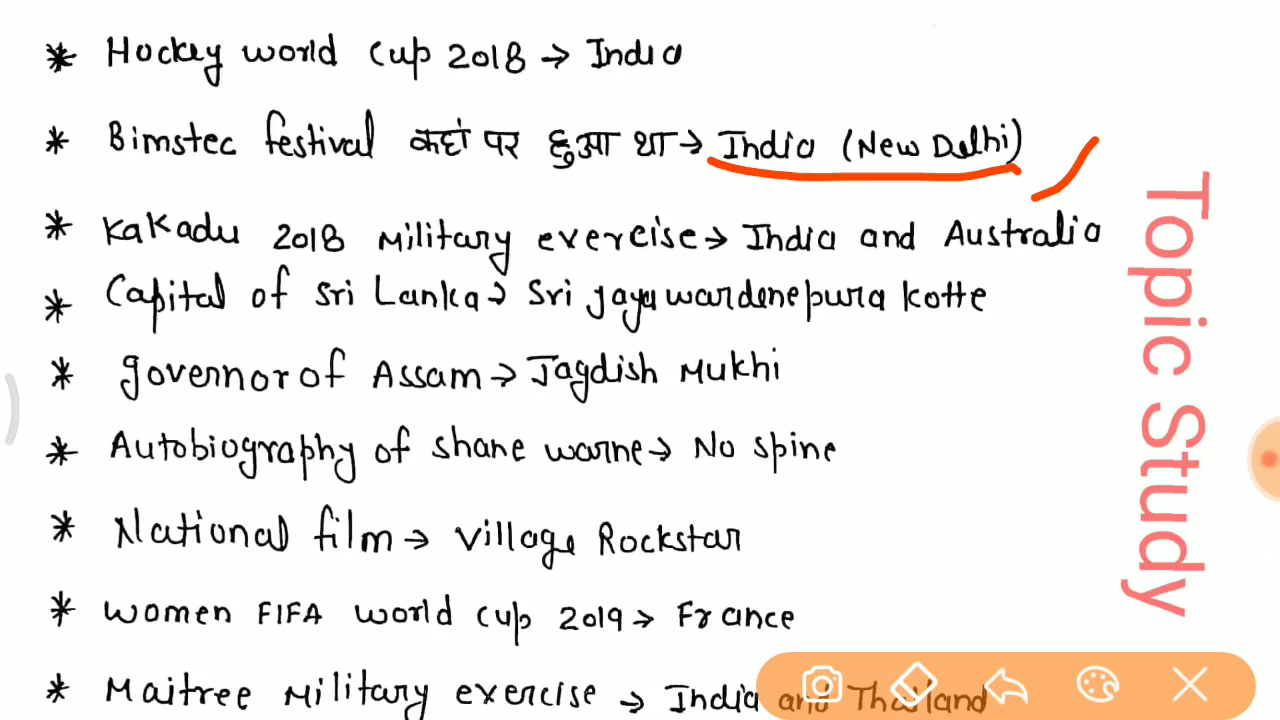 * Hockey world Cup 2018 → India
* Bimstec festival कहां पर हुआ था → India (New Delhi)
* Kakadu 2018 Military exercise → India and Australia
* Capital of Sri Lanka → Sri jayawardenepura Kotte
* Governor of Assam → Jagdish Mukhi
* Autobiography of Shane warne → No spine
* National film → Village Rockstar
* Women FIFA world cup 2019 → France
* Maitree Military exercise → India and Thailand
Topic Study